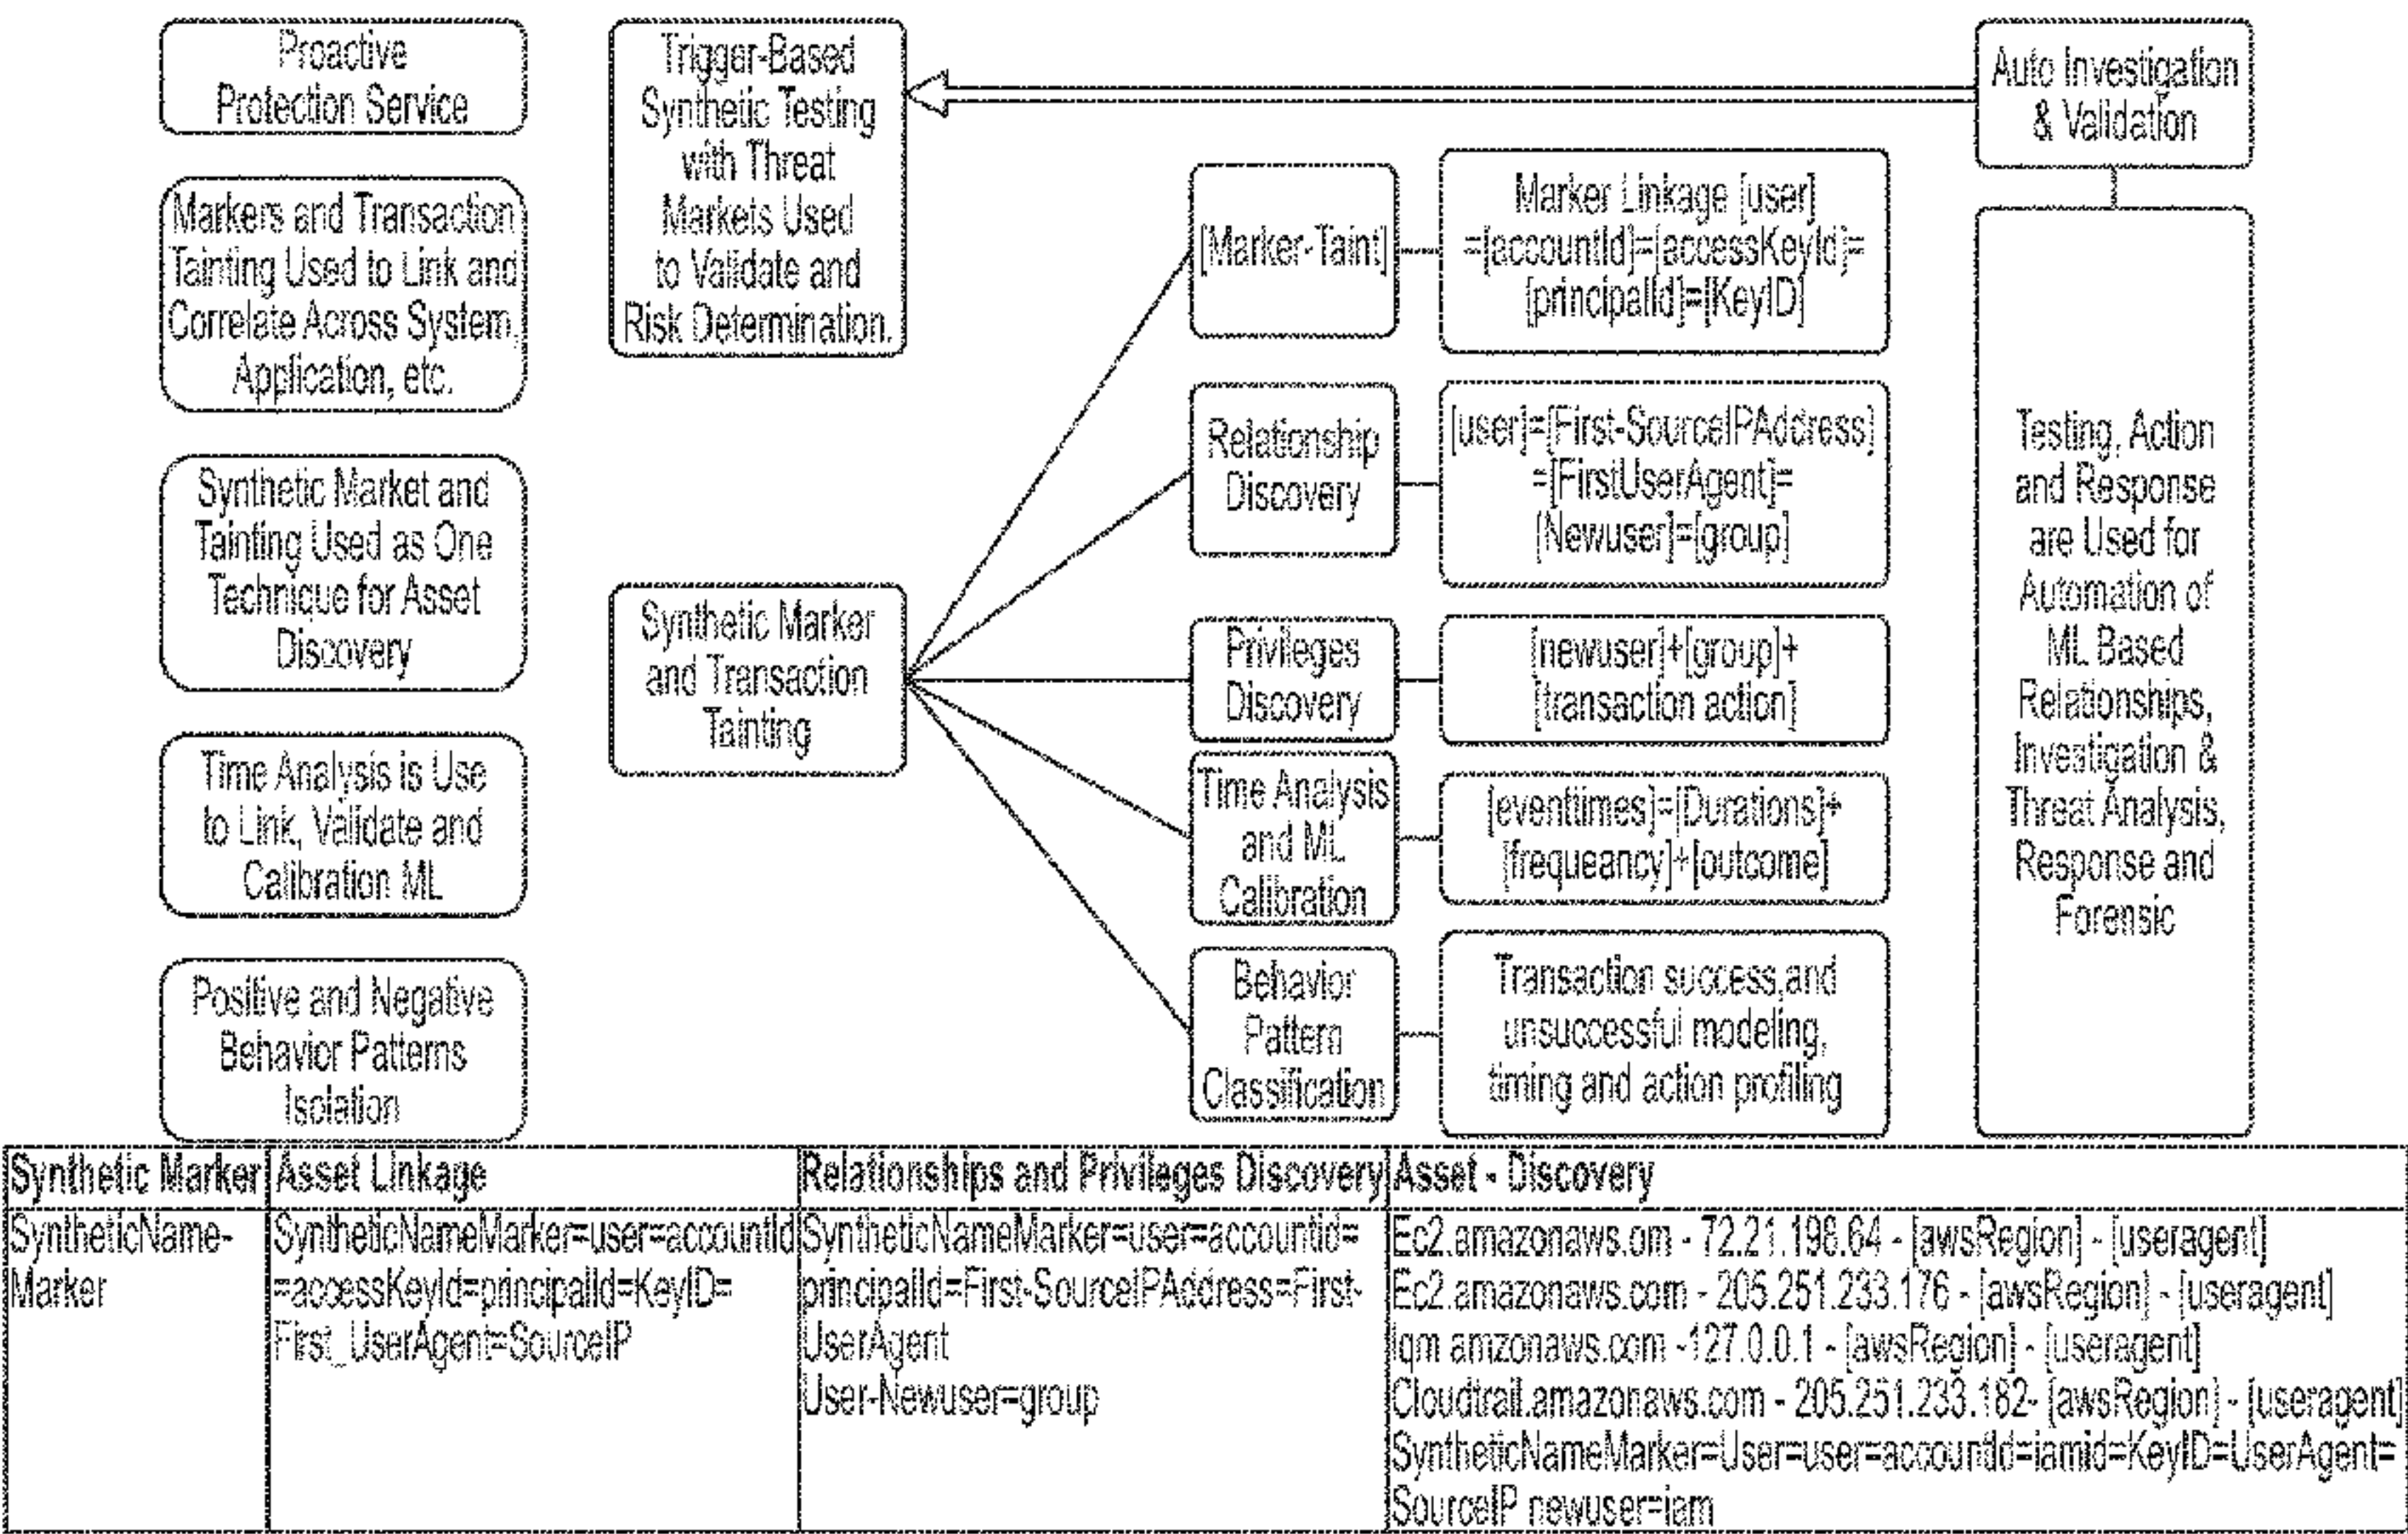 Proactive
Protection Service
Markers and Transaction
Tainting Used to Link and
Correlate Across System,
Application, etc.
Synthetic Market and
Tainting Used as One
Technique for Asset
Discovery
Time Analysis is Use
to Link, Validate and
Calibration ML
Positive and Negative
Behavior Patterns
Isolation
Trigger-Based
Synthetic Testing
with Threat
Markets Used
to Validate and
Risk Determination.
Synthetic Marker
and Transaction
Tainting
[Marker-Taint]
Marker Linkage [user]
=[accountId]=[accessKeyId]=
[principalId]=[KeyID]
Relationship
Discovery
[user]=[First-SourceIPAddress]
=[FirstUserAgent]=
[Newuser]=[group]
Privileges
Discovery
[newuser]+[group]+
[transaction action]
Time Analysis
and ML
Calibration
[eventtimes]=[Durations]+
[frequeancy]+[outcome]
Behavior
Pattern
Classification
Transaction success,and
unsuccessful modeling,
timing and action profiling
Auto Investigation
& Validation
Testing, Action
and Response
are Used for
Automation of
ML Based
Relationships,
Investigation &
Threat Analysis,
Response and
Forensic
Synthetic Marker
Asset Linkage
Relationships and Privileges Discovery
Asset - Discovery
SyntheticName-
Marker
SyntheticNameMarker=user=accountId
=accessKeyId=principalId=KeyID=
First_UserAgent=SourceIP
SyntheticNameMarker=user=accountid=
principalId=First-SourceIPAddress=First-
UserAgent
User-Newuser=group
Ec2.amazonaws.om - 72.21.198.64 - [awsRegion] - [useragent]
Ec2.amazonaws.com - 205.251.233.176 - [awsRegion] - [useragent]
Iqm amzonaws.com -127.0.0.1 - [awsRegion] - [useragent]
Cloudtrail.amazonaws.com - 205.251.233.182- [awsRegion] - [useragent]
SyntheticNameMarker=User=user=accountId=iamid=KeyID=UserAgent=
SourceIP newuser=iam